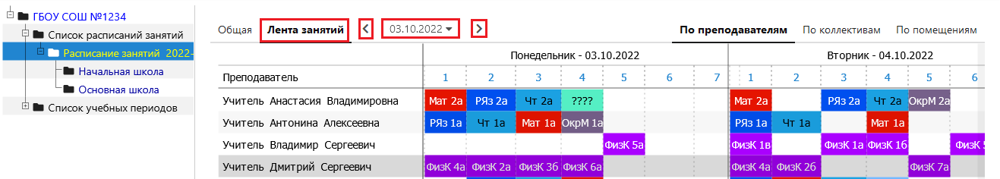 ГБОУ СОШ №1234
Список расписаний занятий
Расписание занятий 2022-
Начальная школа
Основная школа
Список учебных периодов
Общая Лента занятий < 03.10.2022 > По преподавателям По коллективам По помещениям
Понедельник - 03.10.2022 Вторник - 04.10.2022
Преподаватель 1 2 3 4 5 6 7 1 2 3 4 5 6
Учитель Анастасия Владимировна Мат 2а РЯз 2а Чт 2а ???? Мат 2а РЯз 2а Чт 2а ОкрМ 2а
Учитель Антонина Алексеевна РЯз 1а Чт 1а Мат 1а ОкрМ 1а РЯз 1а Чт 1а Мат 1а
Учитель Владимир Сергеевич ФизК 5а ФизК 1в ФизК 1а ФизК 1б ФизК
Учитель Дмитрий Сергеевич ФизК 4а ФизК 2а ФизК 3б ФизК 6а ФизК 4а ФизК 2б ФизК 7а